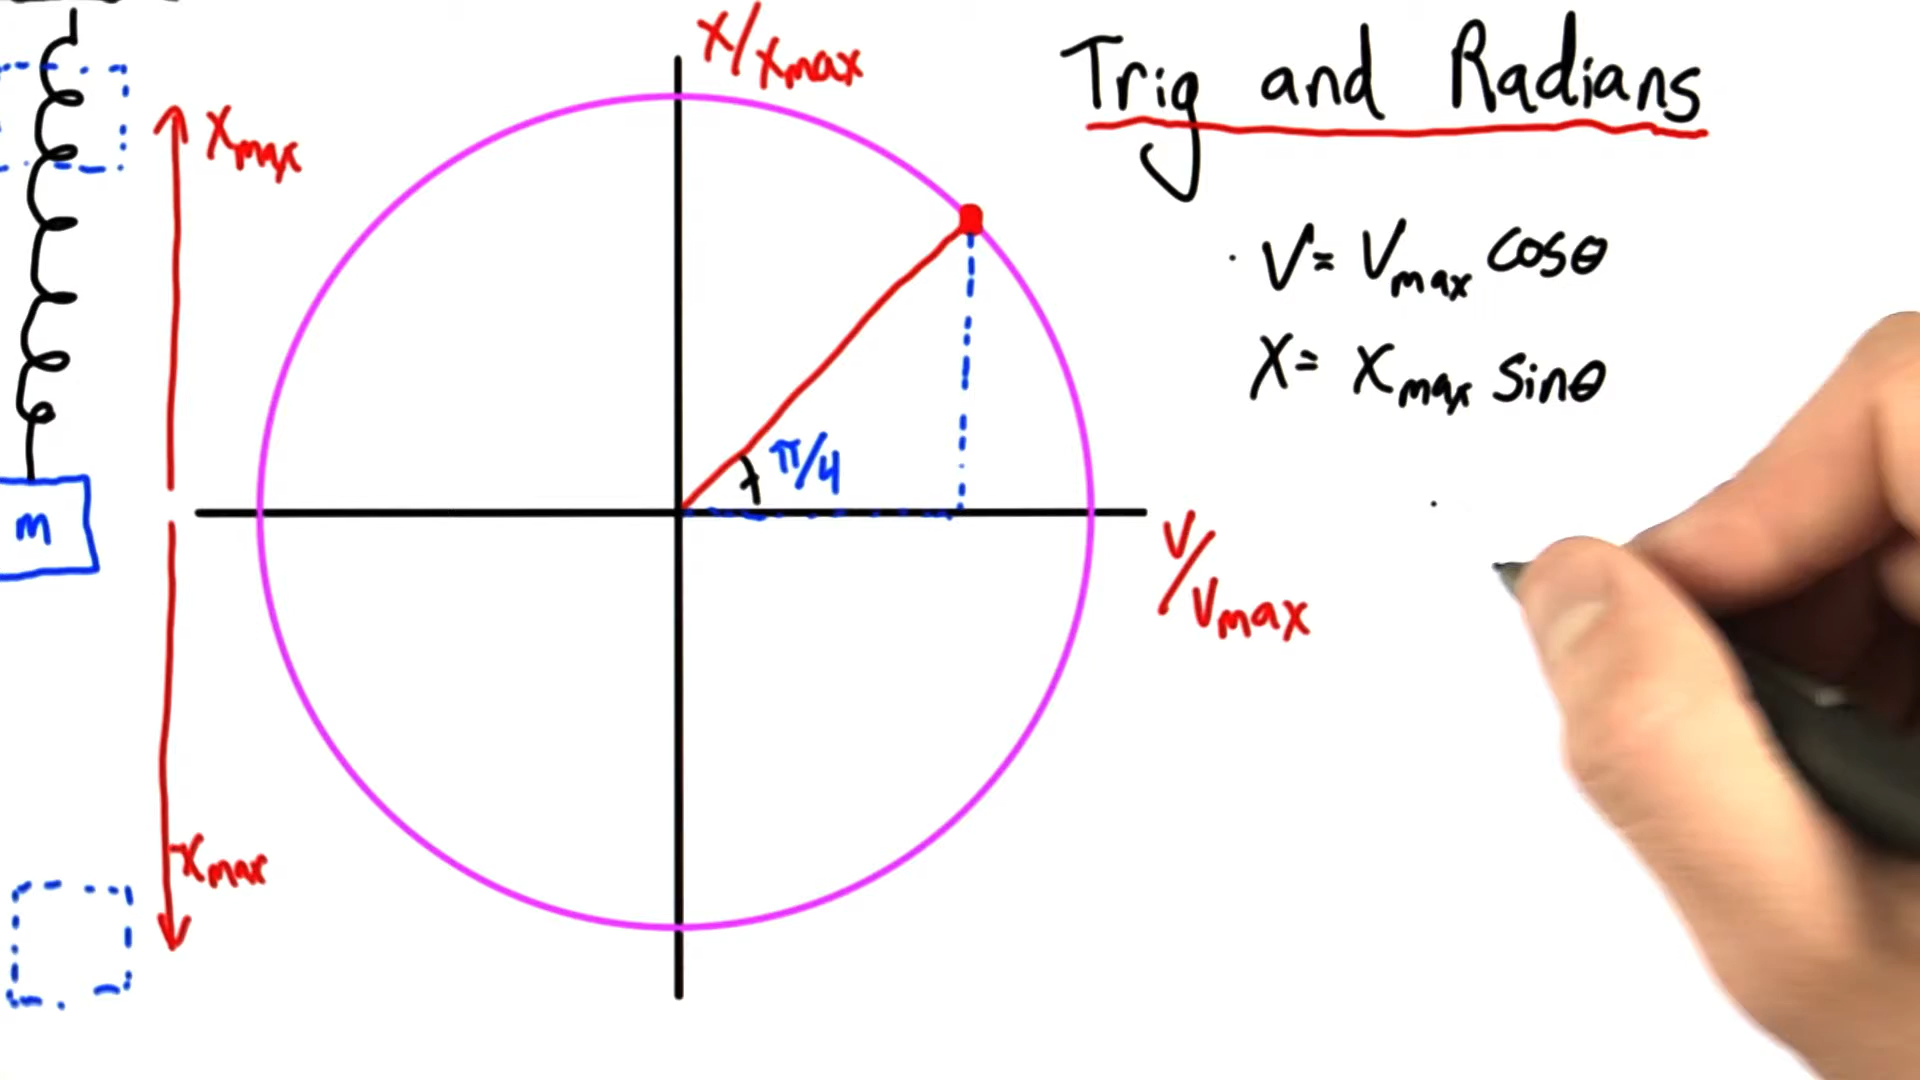 X/Xmax
Trig and Radians
Xmax
V = Vmax cosθ
X = Xmax sinθ
π/4
m
V/Vmax
-Xmax